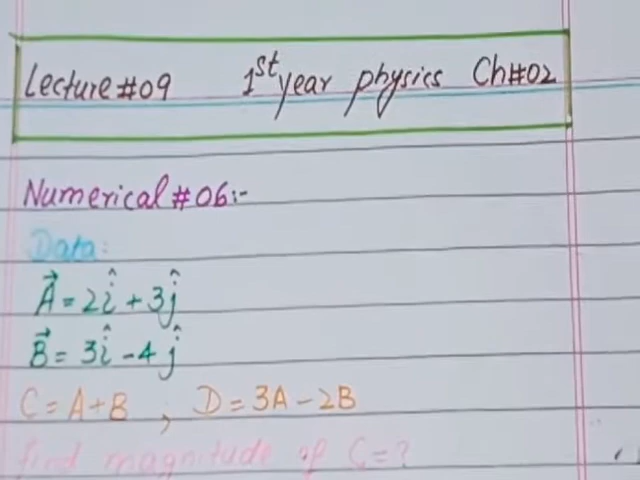 Lecture #09 1st year physics Ch#02
Numerical #06:-
Data:
A⃗ = 2î + 3ĵ
B⃗ = 3î - 4ĵ
C = A + B , D = 3A - 2B
find magnitude of C = ?